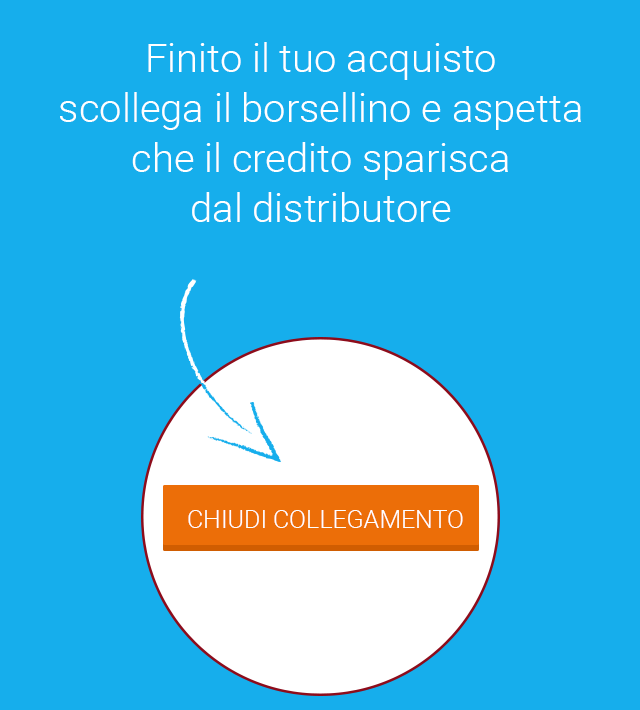 Finito il tuo acquisto
scollega il borsellino e aspetta
che il credito sparisca
dal distributore
CHIUDI COLLEGAMENTO